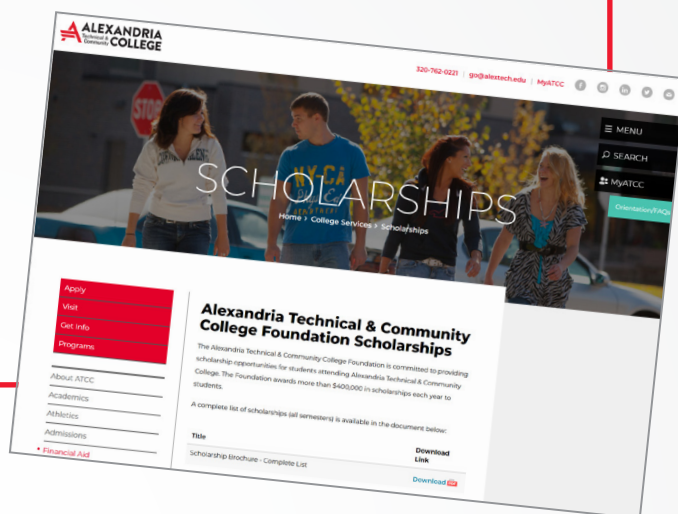 ALEXANDRIA
Technical &
Community COLLEGE
320-762-0221 | go@alextech.edu | MyATCC
MENU
SEARCH
MyATCC
Orientation/FAQs
STOP
NY-CA
SCHOLARSHIPS
Home > College Services > Scholarships
Apply
Visit
Get Info
Programs
About ATCC
Academics
Athletics
Admissions
Financial Aid
Alexandria Technical & Community
College Foundation Scholarships
The Alexandria Technical & Community College Foundation is committed to providing
scholarship opportunities for students attending Alexandria Technical & Community
College. The Foundation awards more than $400,000 in scholarships each year to
students.
A complete list of scholarships (all semesters) is available in the document below:
Title
Download
Link
Scholarship Brochure - Complete List
Download